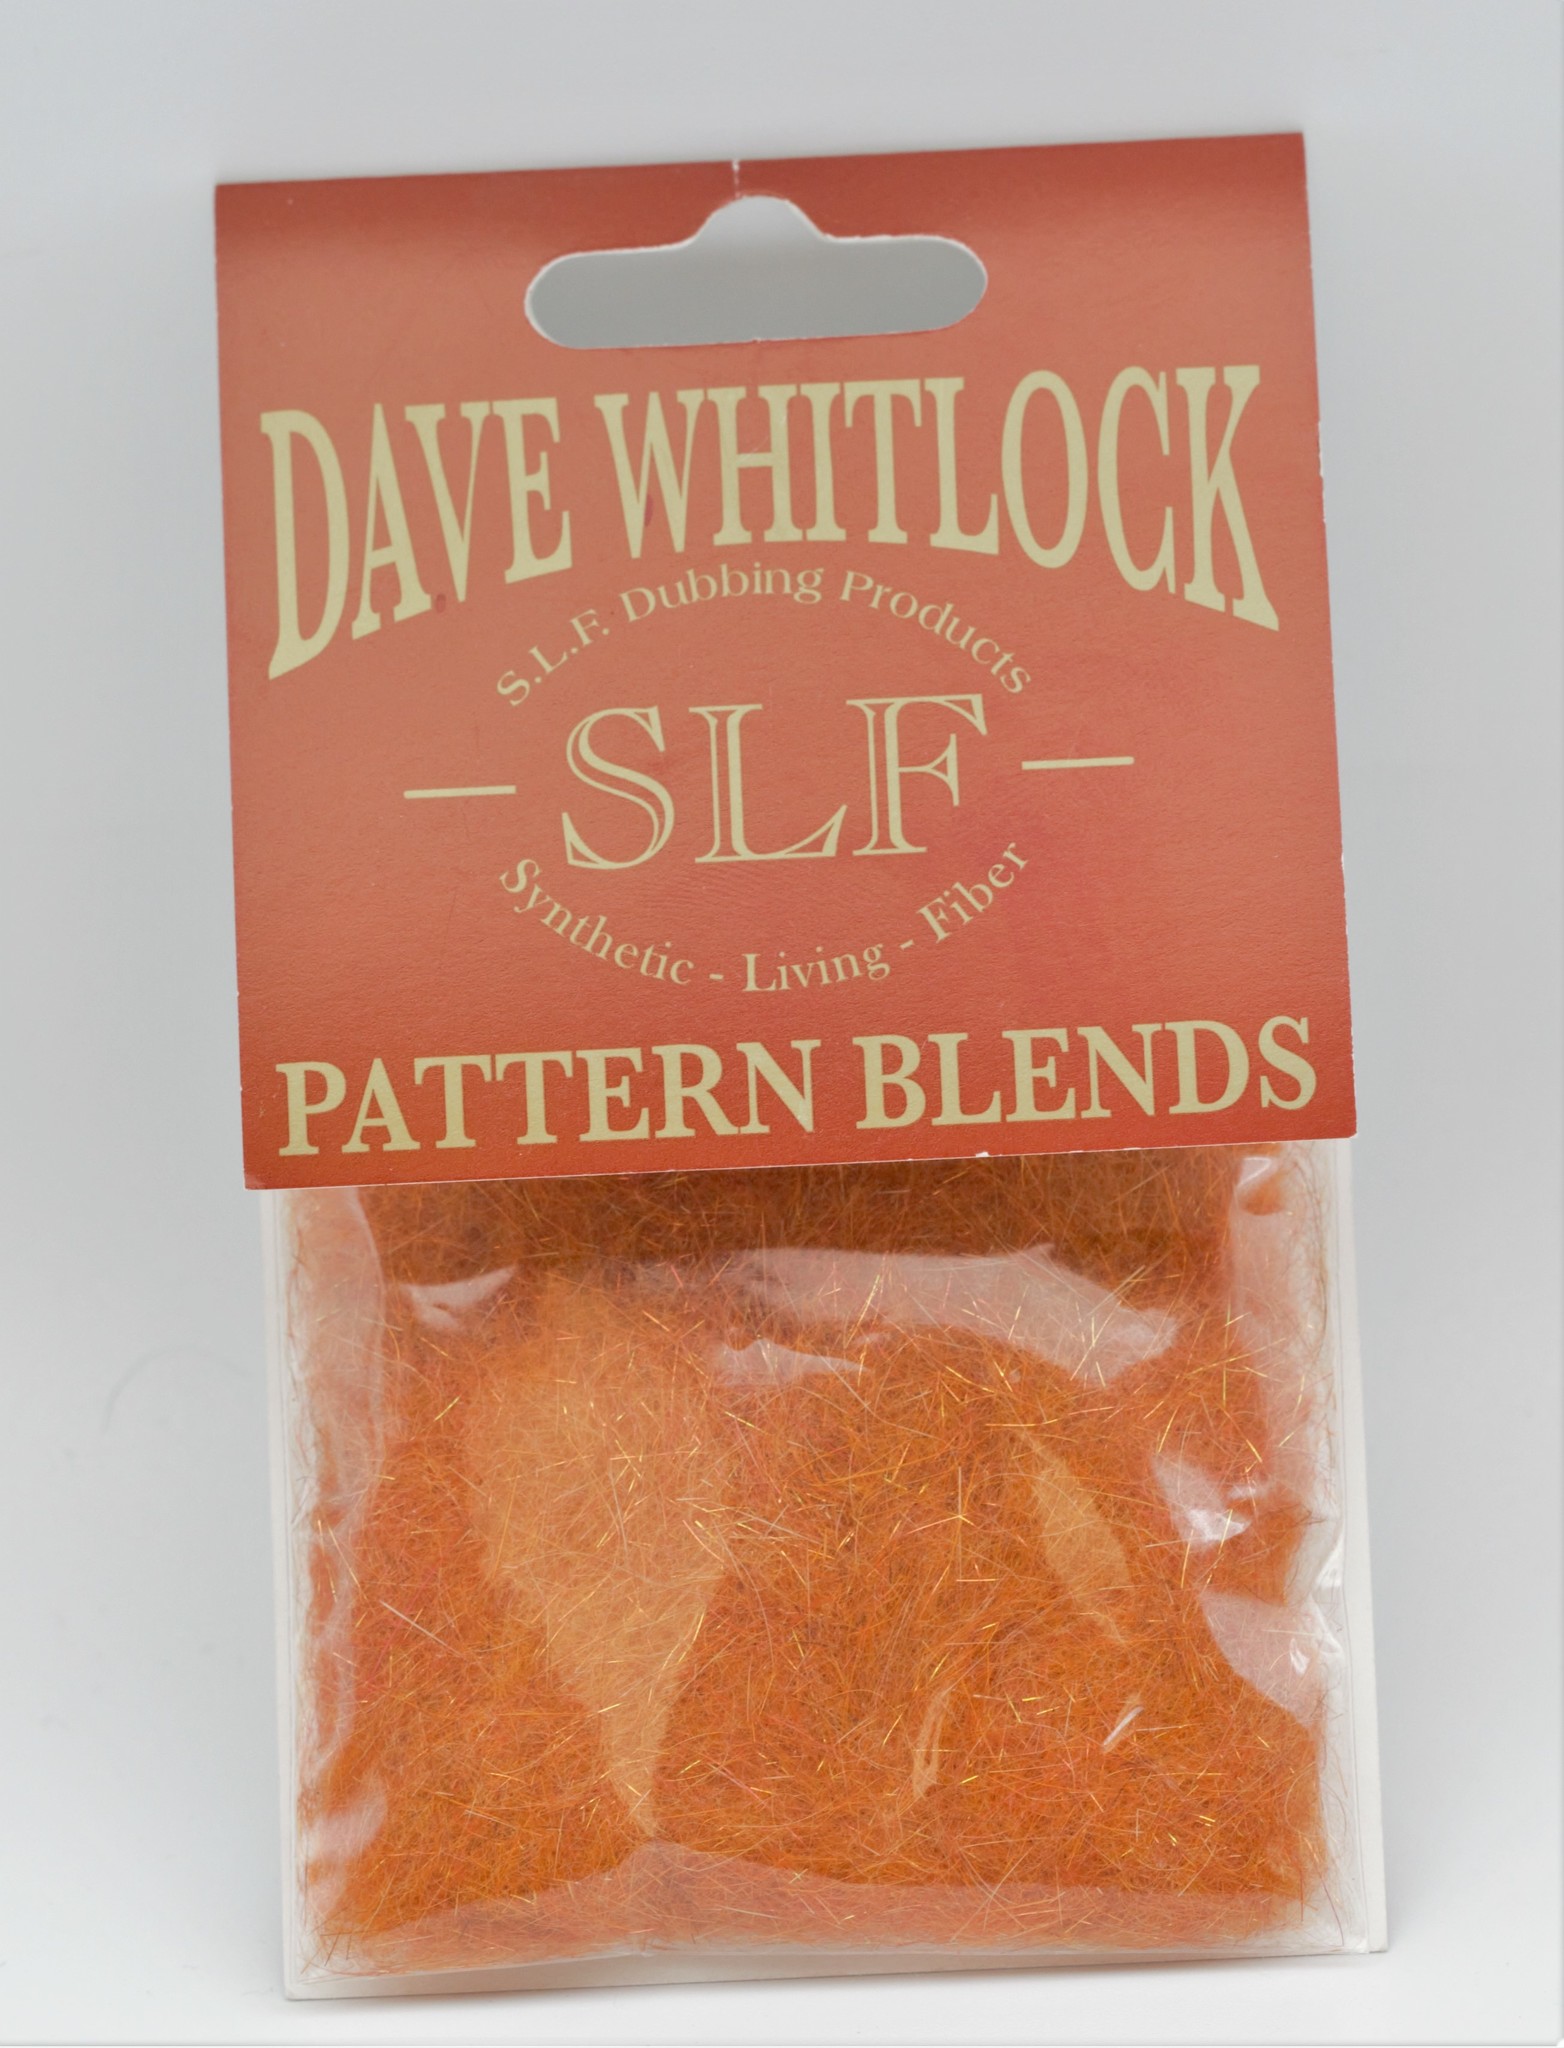 DAVE WHITLOCK
S.L.F. Dubbing Products
SLF
Synthetic - Living - Fiber
PATTERN BLENDS